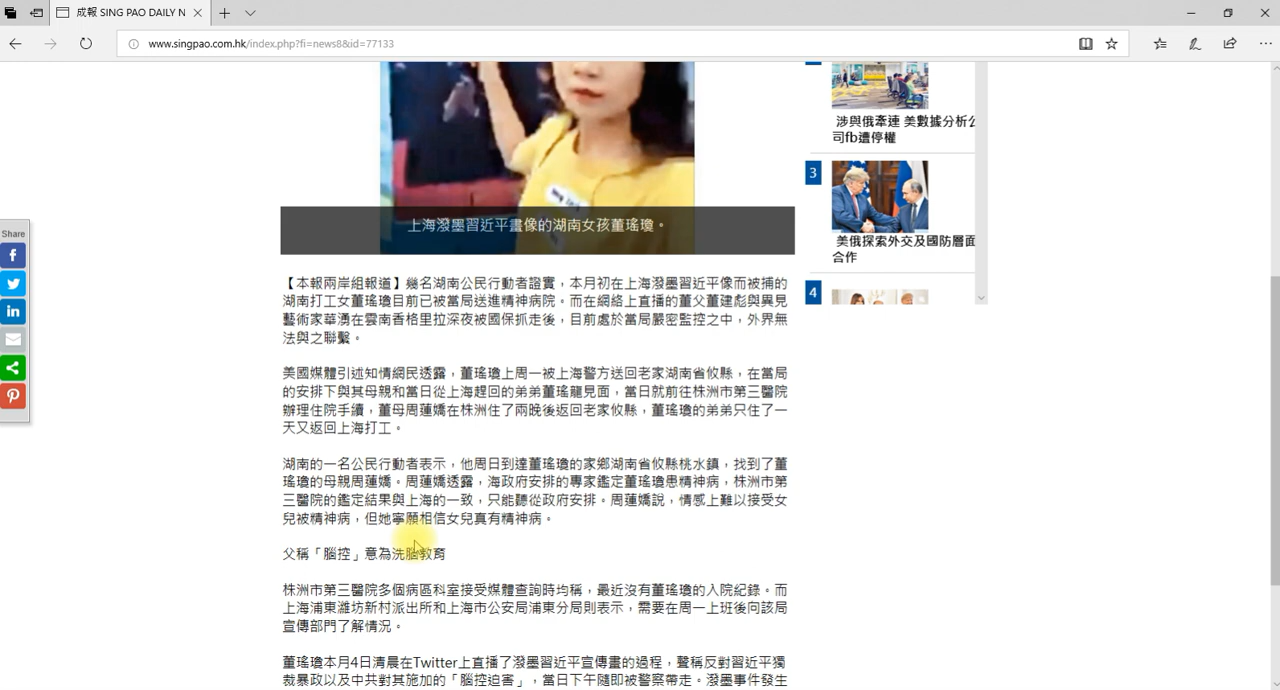 成報 SING PAO DAILY N
www.singpao.com.hk/index.php?fi=news8&id=77133
上海潑墨習近平畫像的湖南女孩董瑤瓊。
Share
【本報兩岸組報道】幾名湖南公民行動者證實，本月初在上海潑墨習近平像而被捕的
湖南打工女董瑤瓊目前已被當局送進精神病院。而在網絡上直播的董父董建彪與異見
藝術家華湧在雲南香格里拉深夜被國保抓走後，目前處於當局嚴密監控之中，外界無
法與之聯繫。
美國媒體引述知情網民透露，董瑤瓊上周一被上海警方送回老家湖南省攸縣，在當局
的安排下與其母親和當日從上海趕回的弟弟董瑤龍見面，當日就前往株洲市第三醫院
辦理住院手續，董母周蓮嬌在株洲住了兩晚後返回老家攸縣，董瑤瓊的弟弟只住了一
天又返回上海打工。
湖南的一名公民行動者表示，他周日到達董瑤瓊的家鄉湖南省攸縣桃水鎮，找到了董
瑤瓊的母親周蓮嬌。周蓮嬌透露，海政府安排的專家鑑定董瑤瓊患精神病，株洲市第
三醫院的鑑定結果與上海的一致，只能聽從政府安排。周蓮嬌說，情感上難以接受女
兒被精神病，但她寧願相信女兒真有精神病。
父稱「腦控」意為洗腦教育
株洲市第三醫院多個病區科室接受媒體查詢時均稱，最近沒有董瑤瓊的入院紀錄。而
上海浦東濰坊新村派出所和上海市公安局浦東分局則表示，需要在周一上班後向該局
宣傳部門了解情況。
董瑤瓊本月4日清晨在Twitter上直播了潑墨習近平宣傳畫的過程，聲稱反對習近平獨
裁暴政以及中共對其施加的「腦控迫害」，當日下午隨即被警察帶走。潑墨事件發生
涉與俄牽連 美數據分析公
司fb遭停權
3
美俄探索外交及國防層面
合作
4